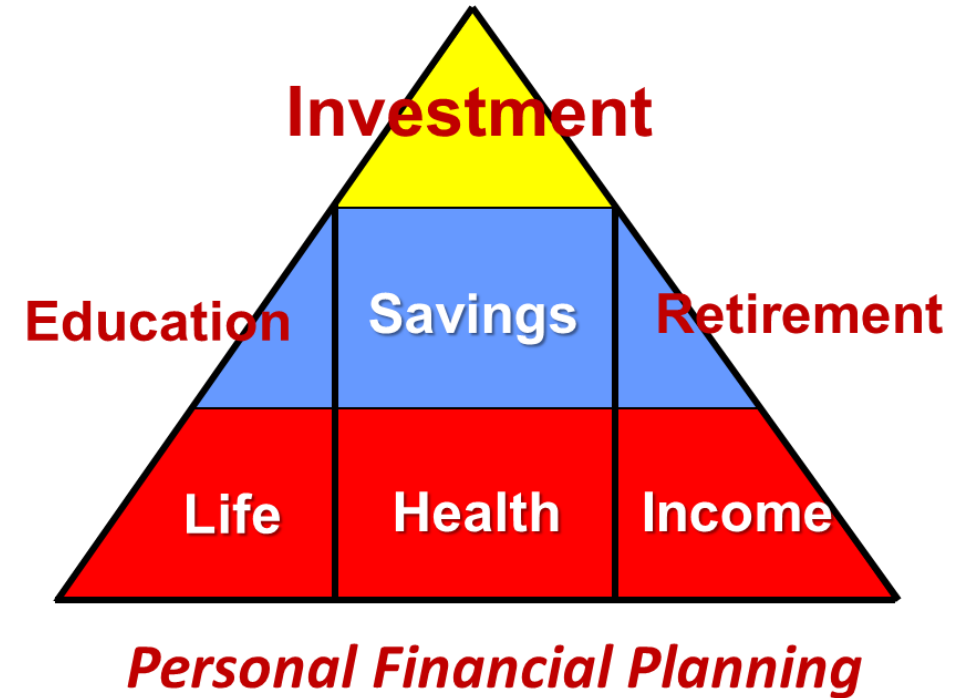 Investment
Education Savings Retirement
Life Health Income
Personal Financial Planning